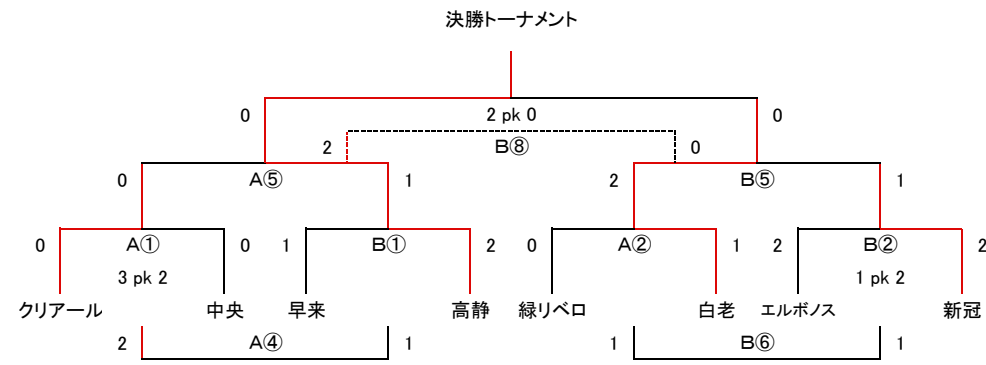 決勝トーナメント
0 2 pk 0 0
2 B⑧ 0
0 A⑤ 1 2 B⑤ 1
0 A① 0 1 B① 2 0 A② 1 2 B② 2
3 pk 2 1 pk 2
クリアール 中央 早来 高静 緑リベロ 白老 エルボノス 新冠
2 A④ 1 1 B⑥ 1